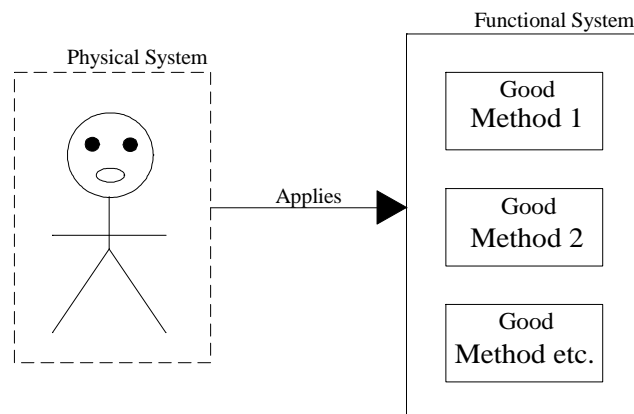 Functional System
Physical System
Good
Method 1
Applies
Good
Method 2
Good
Method etc.